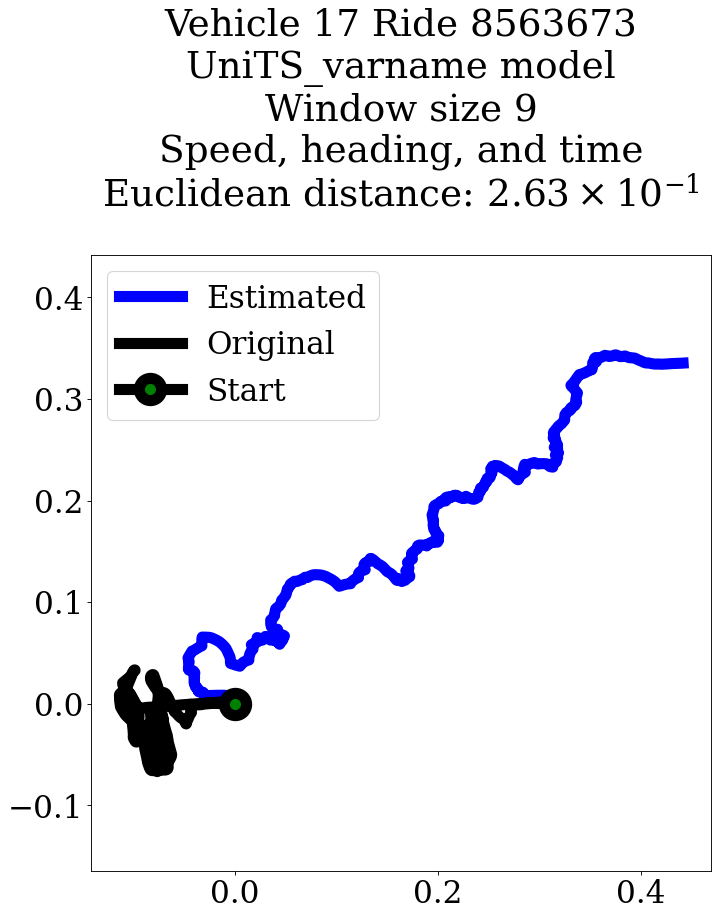 Vehicle 17 Ride 8563673
UniTS_varname model
Window size 9
Speed, heading, and time
Euclidean distance: 2.63 × 10⁻¹
Estimated
Original
Start
0.4
0.3
0.2
0.1
0.0
−0.1
0.0 0.2 0.4